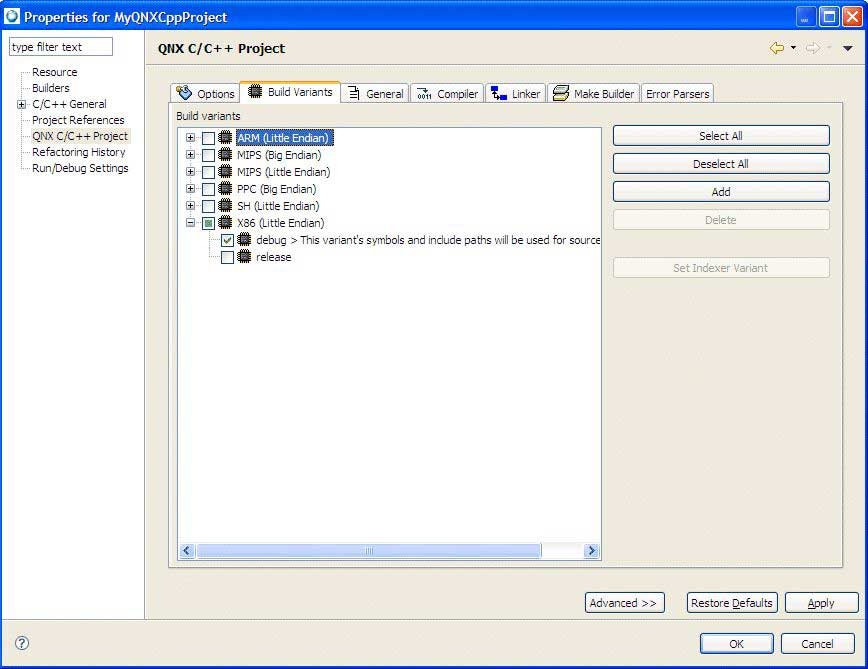 Properties for MyQNXCppProject
type filter text
Resource
Builders
C/C++ General
Project References
QNX C/C++ Project
Refactoring History
Run/Debug Settings
QNX C/C++ Project
Options Build Variants General Compiler Linker Make Builder Error Parsers
Build variants
ARM (Little Endian)
MIPS (Big Endian)
MIPS (Little Endian)
PPC (Big Endian)
SH (Little Endian)
X86 (Little Endian)
debug > This variant's symbols and include paths will be used for source
release
Select All
Deselect All
Add
Delete
Set Indexer Variant
Advanced >>
Restore Defaults
Apply
OK
Cancel